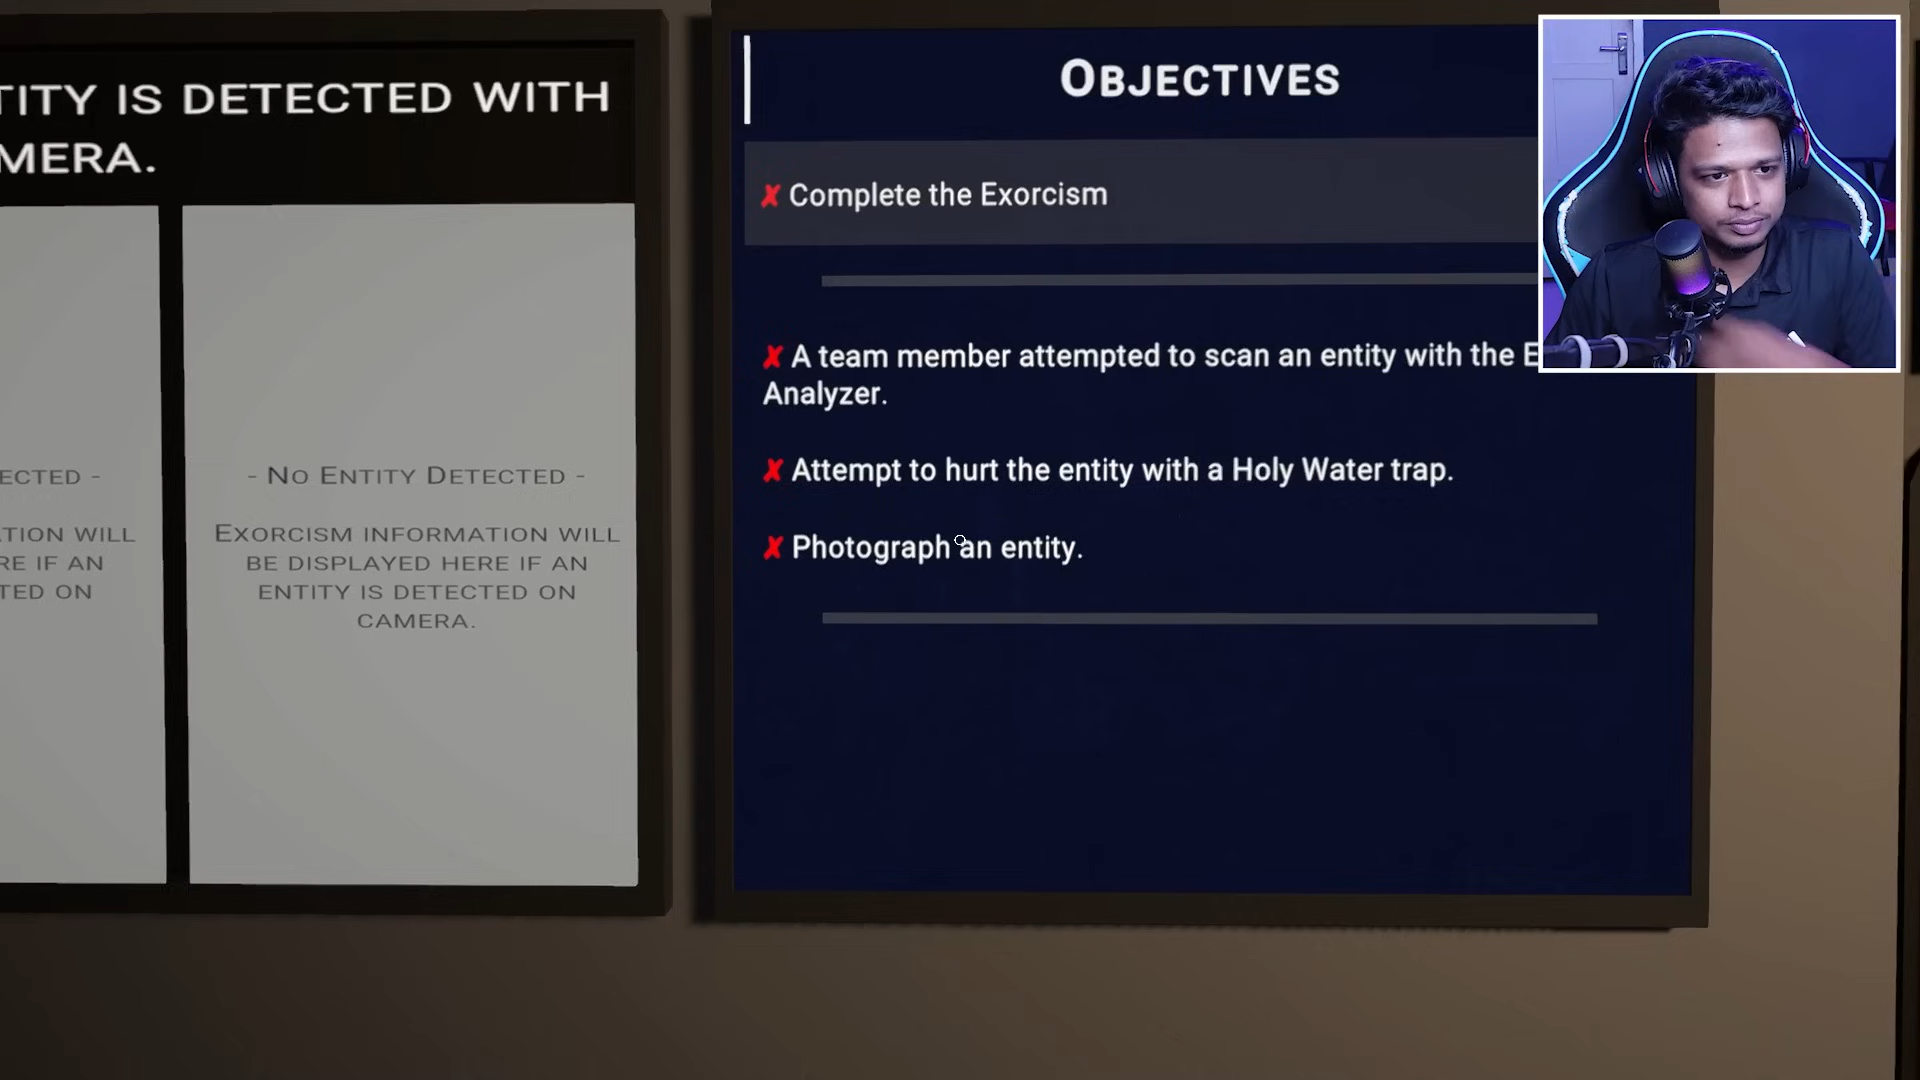 TITY IS DETECTED WITH
MERA.
ECTED -
TION WILL
RE IF AN
TED ON
- NO ENTITY DETECTED -
EXORCISM INFORMATION WILL
BE DISPLAYED HERE IF AN
ENTITY IS DETECTED ON
CAMERA.
OBJECTIVES
✗ Complete the Exorcism
✗ A team member attempted to scan an entity with the E
Analyzer.
✗ Attempt to hurt the entity with a Holy Water trap.
✗ Photograph an entity.